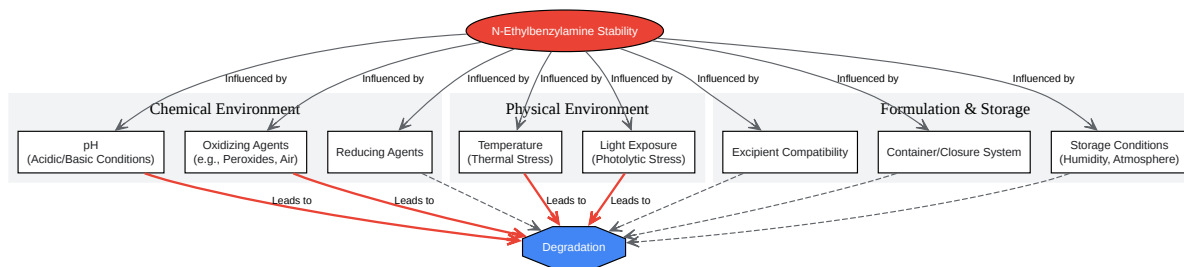 N-Ethylbenzylamine Stability
Influenced by
Influenced by
Influenced by
Influenced by
Influenced by
Influenced by
Influenced by
Influenced by
Chemical Environment
Physical Environment
Formulation & Storage
pH
(Acidic/Basic Conditions)
Oxidizing Agents
(e.g., Peroxides, Air)
Reducing Agents
Temperature
(Thermal Stress)
Light Exposure
(Photolytic Stress)
Excipient Compatibility
Container/Closure System
Storage Conditions
(Humidity, Atmosphere)
Leads to
Leads to
Leads to
Leads to
Degradation